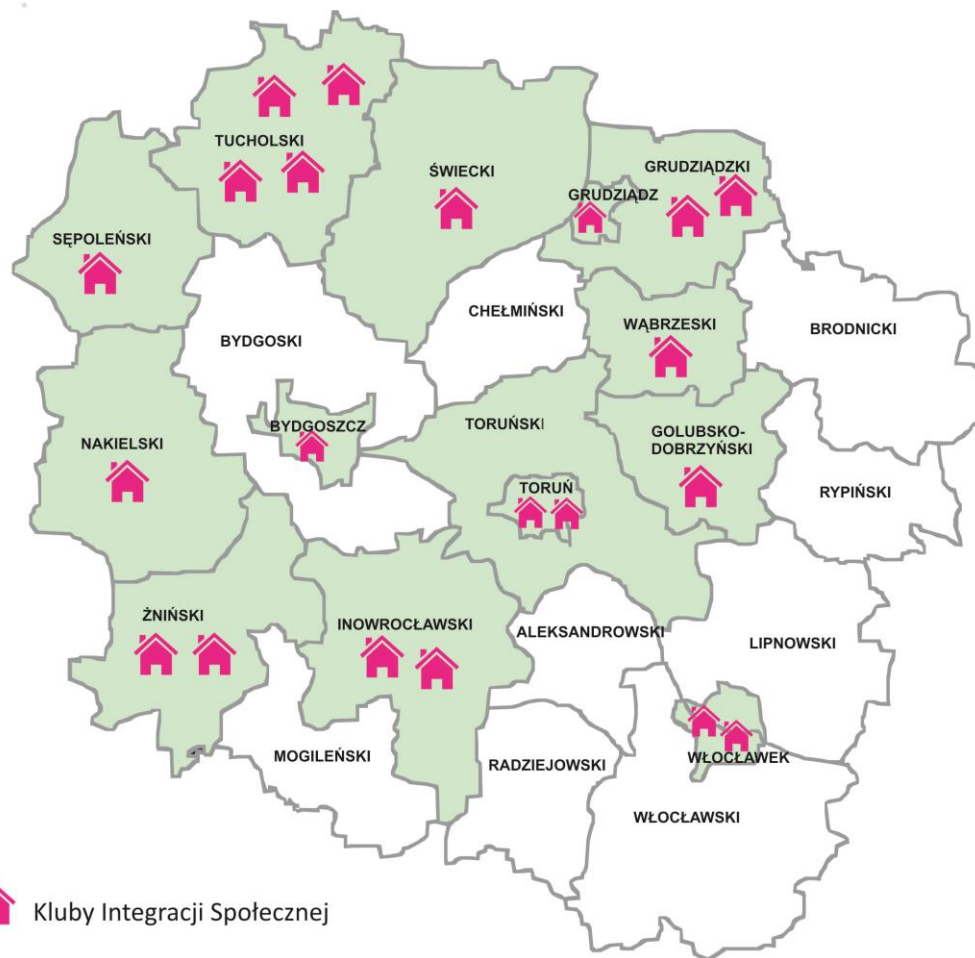 TUCHOLSKI
ŚWIECKI
GRUDZIĄDZKI
GRUDZIĄDZ
SĘPOLEŃSKI
CHEŁMIŃSKI
WĄBRZESKI
BRODNICKI
BYDGOSKI
BYDGOSZCZ
TORUŃSKI
GOLUBSKO-
DOBRZYŃSKI
NAKIELSKI
TORUŃ
RYPIŃSKI
ŻNIŃSKI
INOWROCŁAWSKI
ALEKSANDROWSKI
LIPNOWSKI
MOGILEŃSKI
RADZIEJOWSKI
WŁOCŁAWEK
WŁOCŁAWSKI
Kluby Integracji Społecznej